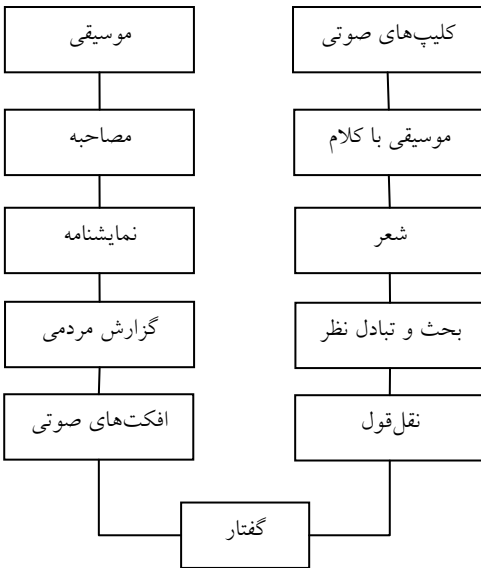 کلیپ‌های صوتی
موسیقی
موسیقی با کلام
مصاحبه
شعر
نمایشنامه
بحث و تبادل نظر
گزارش مردمی
نقل‌قول
افکت‌های صوتی
گفتار